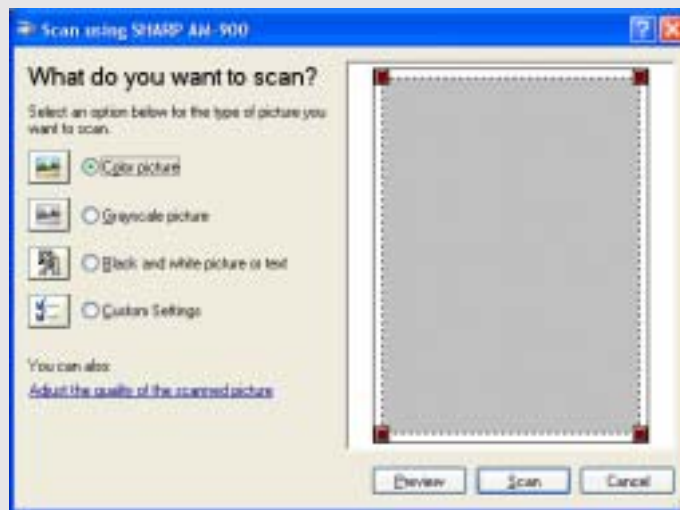 Scan using SHARP AM-900
What do you want to scan?
Select an option below for the type of picture you
want to scan.
Color picture
Grayscale picture
Black and white picture or text
Custom Settings
You can also:
Adjust the quality of the scanned picture
Preview
Scan
Cancel